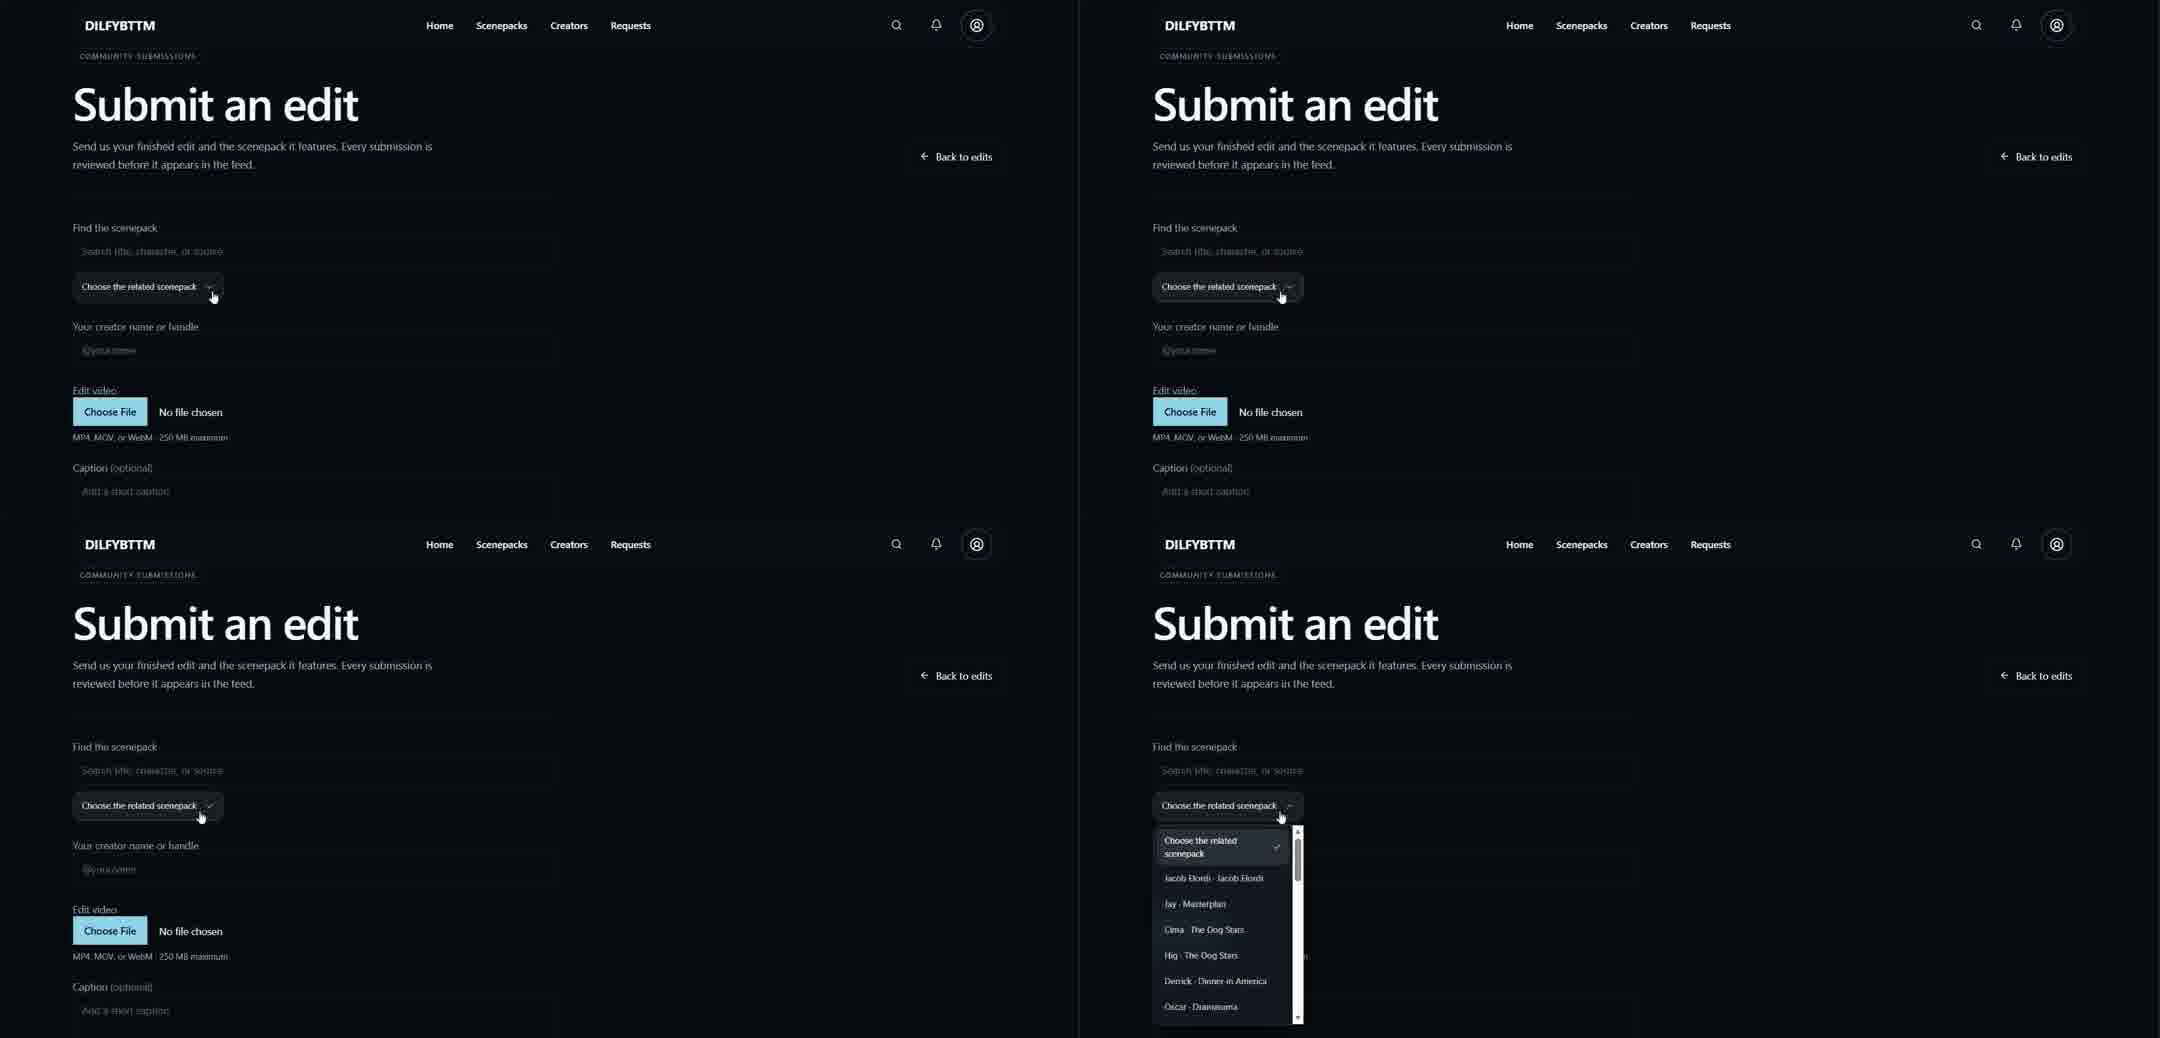 DILFYBTTM Home Scenepacks Creators Requests
COMMUNITY SUBMISSIONS
Submit an edit
Send us your finished edit and the scenepack it features. Every submission is
reviewed before it appears in the feed.
← Back to edits
Find the scenepack
Search title, character, or source
Choose the related scenepack
Your creator name or handle
@yourname
Edit video
Choose File No file chosen
MP4, MOV, or WebM · 250 MB maximum
Caption (optional)
Add a short caption
DILFYBTTM Home Scenepacks Creators Requests
COMMUNITY SUBMISSIONS
Submit an edit
Send us your finished edit and the scenepack it features. Every submission is
reviewed before it appears in the feed.
← Back to edits
Find the scenepack
Search title, character, or source
Choose the related scenepack
Your creator name or handle
@yourname
Edit video
Choose File No file chosen
MP4, MOV, or WebM · 250 MB maximum
Caption (optional)
Add a short caption
DILFYBTTM Home Scenepacks Creators Requests
COMMUNITY SUBMISSIONS
Submit an edit
Send us your finished edit and the scenepack it features. Every submission is
reviewed before it appears in the feed.
← Back to edits
Find the scenepack
Search title, character, or source
Choose the related scenepack
Your creator name or handle
@yourname
Edit video
Choose File No file chosen
MP4, MOV, or WebM · 250 MB maximum
Caption (optional)
Add a short caption
DILFYBTTM Home Scenepacks Creators Requests
COMMUNITY SUBMISSIONS
Submit an edit
Send us your finished edit and the scenepack it features. Every submission is
reviewed before it appears in the feed.
← Back to edits
Find the scenepack
Search title, character, or source
Choose the related scenepack
Choose the related
scenepack
Jacob Elordi · Jacob Elordi
Jay · Masterplan
Cima · The Dog Stars
Hig · The Dog Stars
Derrick · Dinner in America
Oscar · Dramarama